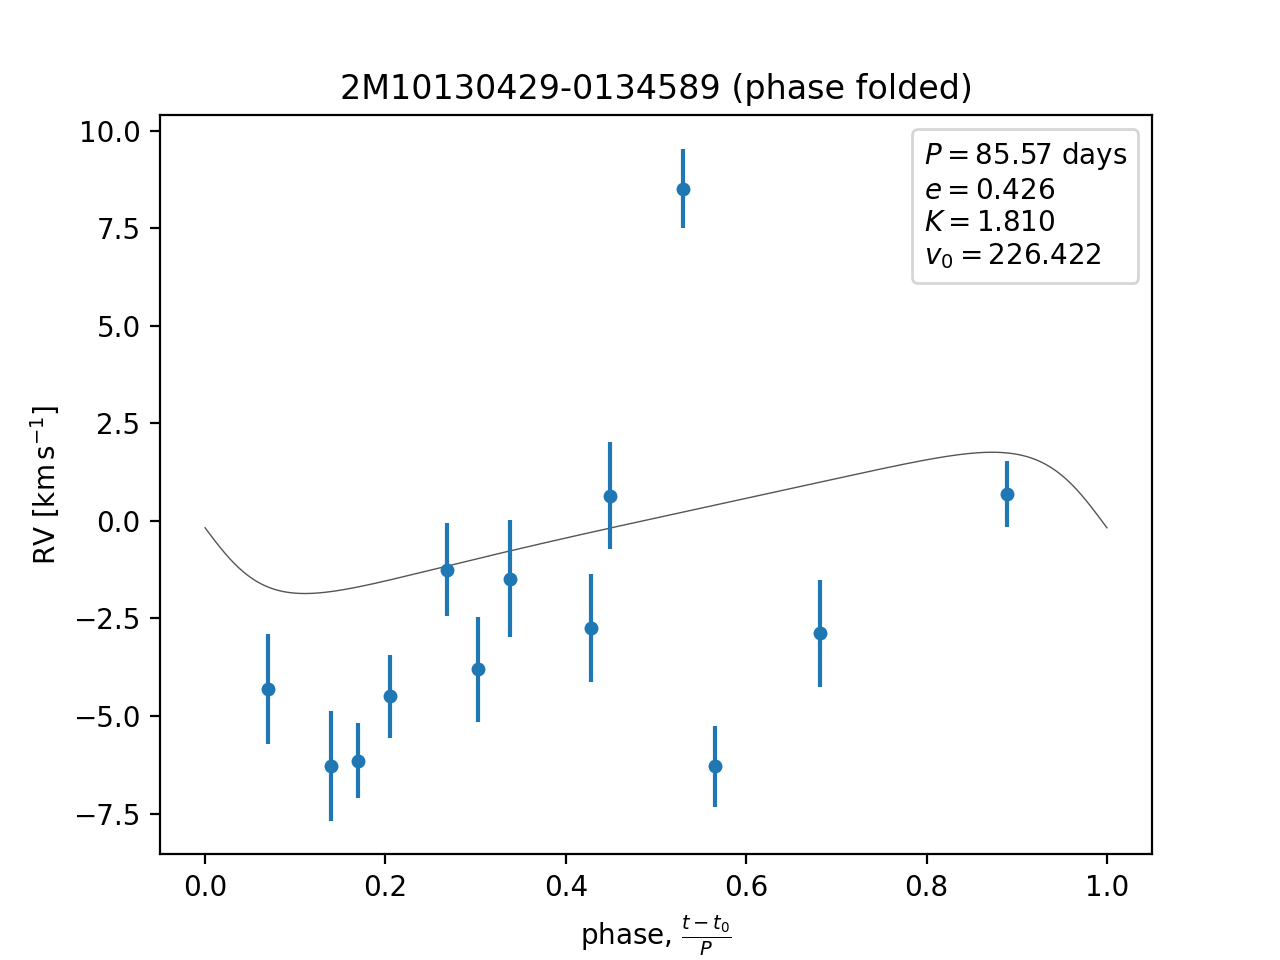 2M10130429-0134589 (phase folded)
P = 85.57 days
e = 0.426
K = 1.810
v₀ = 226.422
10.0
7.5
5.0
2.5
0.0
−2.5
−5.0
−7.5
RV [km s⁻¹]
0.0 0.2 0.4 0.6 0.8 1.0
phase, (t − t₀)/P